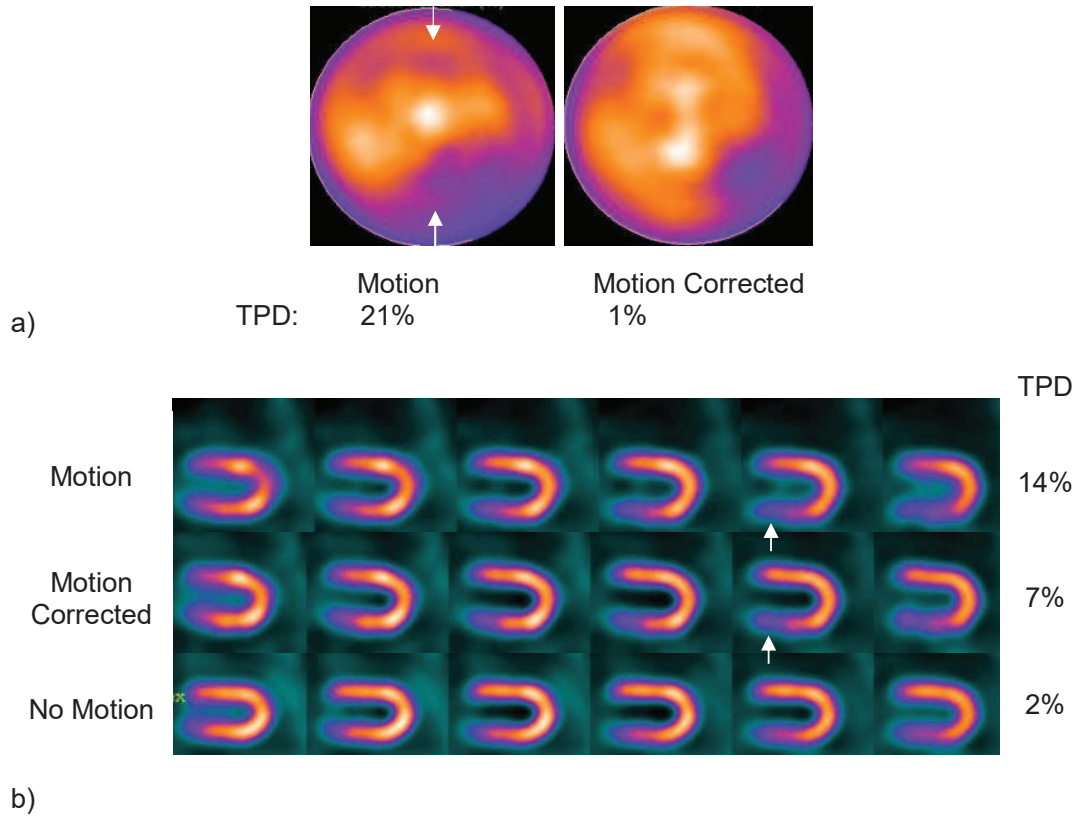 Motion Motion Corrected
TPD: 21% 1%
a)
TPD
Motion 14%
Motion
Corrected 7%
No Motion 2%
b)